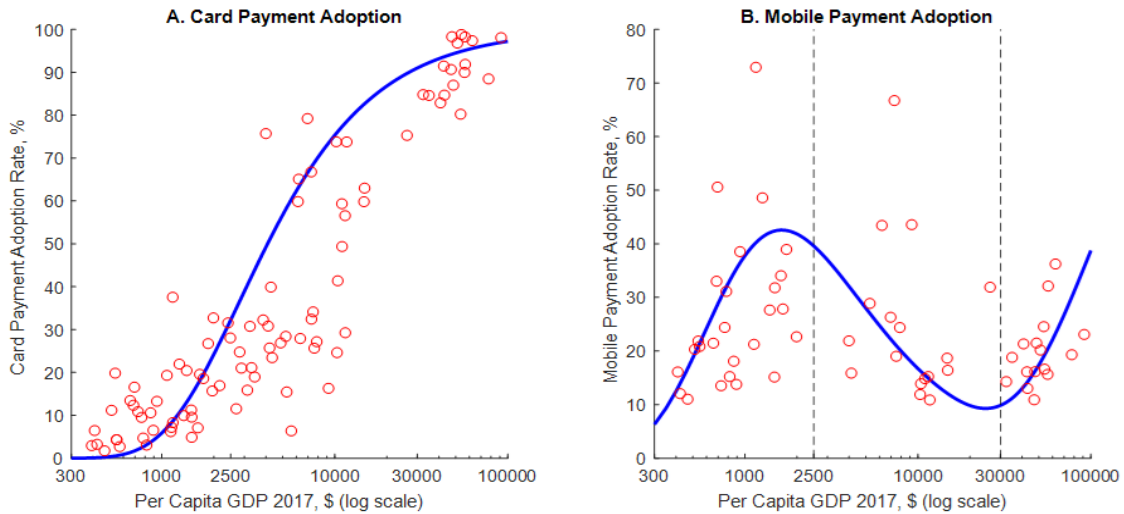 A. Card Payment Adoption
100
90
80
70
60
50
40
30
20
10
0
Card Payment Adoption Rate, %
300 1000 2500 10000 30000 100000
Per Capita GDP 2017, $ (log scale)
B. Mobile Payment Adoption
80
70
60
50
40
30
20
10
0
Mobile Payment Adoption Rate, %
300 1000 2500 10000 30000 100000
Per Capita GDP 2017, $ (log scale)